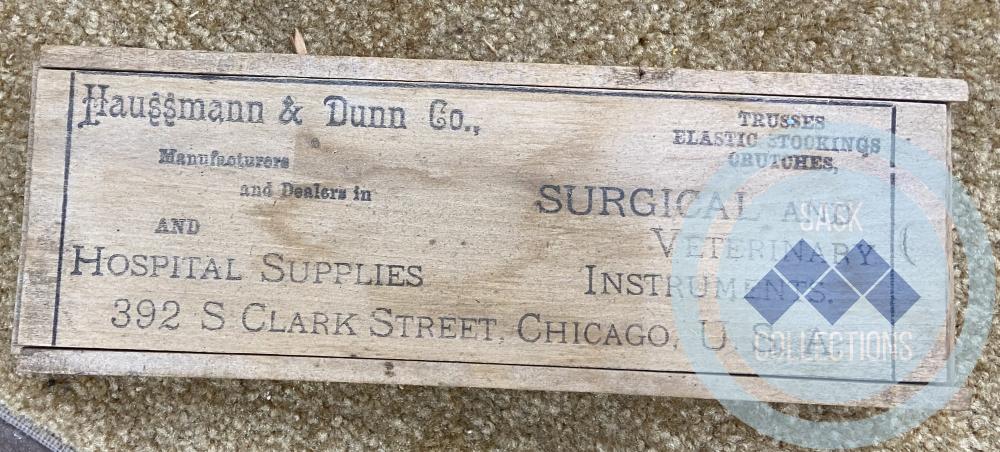 Haussmann & Dunn Co.,
Manufacturers
and Dealers in
TRUSSES
ELASTIC STOCKINGS
CRUTCHES,
SURGICAL AND
VETERINARY
INSTRUMENTS.
AND
HOSPITAL SUPPLIES
392 S CLARK STREET, CHICAGO, U. S. A.
JACK
COLLECTIONS